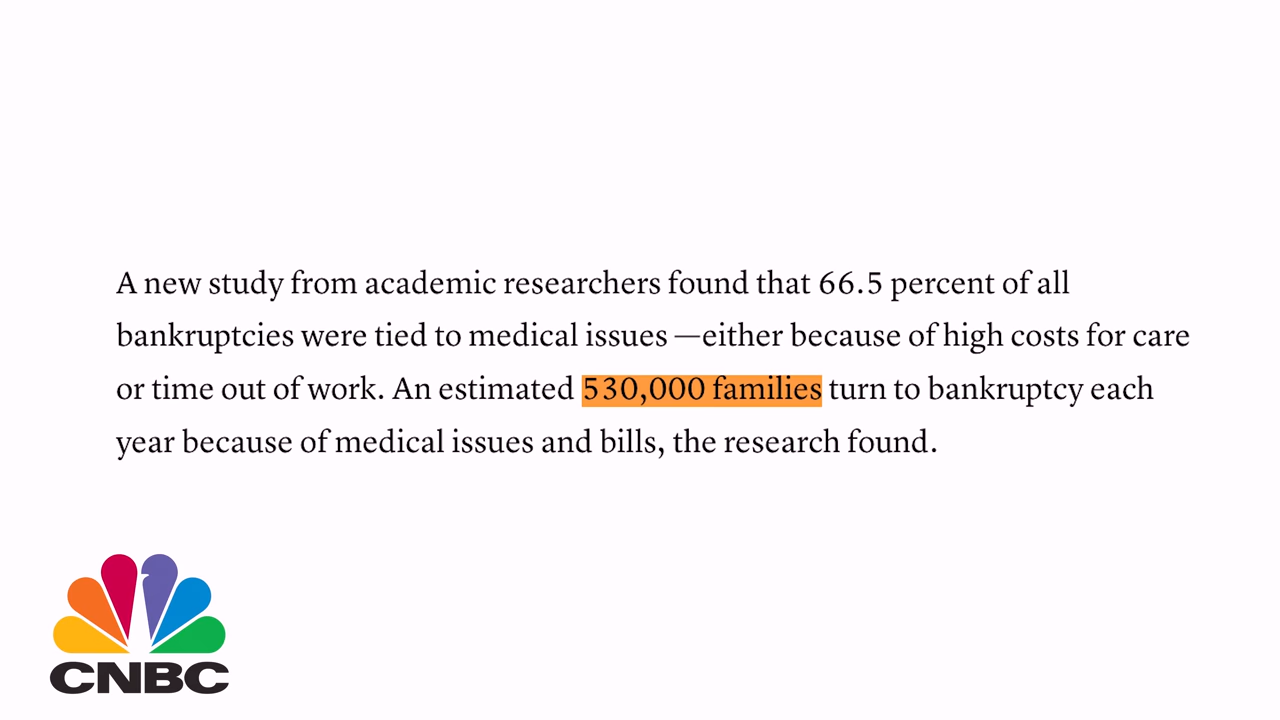 A new study from academic researchers found that 66.5 percent of all
bankruptcies were tied to medical issues —either because of high costs for care
or time out of work. An estimated 530,000 families turn to bankruptcy each
year because of medical issues and bills, the research found.
CNBC